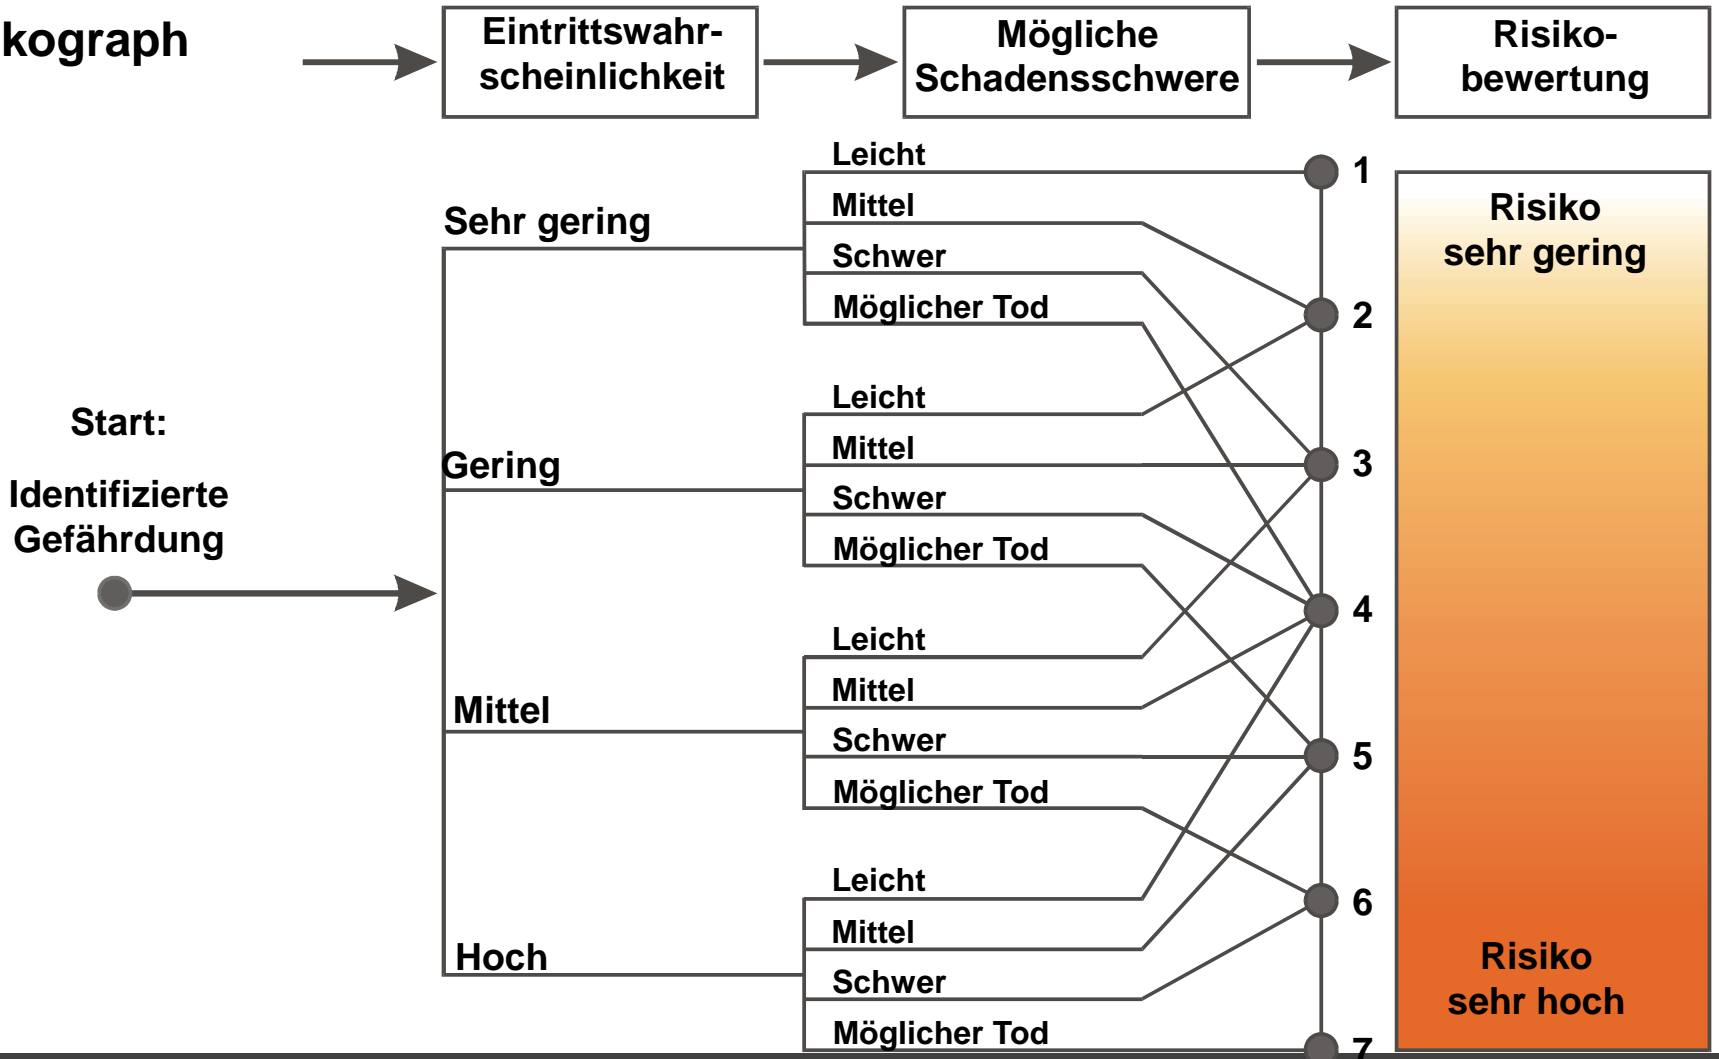 kograph
Eintrittswahr-
scheinlichkeit
Mögliche
Schadensschwere
Risiko-
bewertung
Start:
Identifizierte
Gefährdung
Sehr gering
Leicht
Mittel
Schwer
Möglicher Tod
Gering
Leicht
Mittel
Schwer
Möglicher Tod
Mittel
Leicht
Mittel
Schwer
Möglicher Tod
Hoch
Leicht
Mittel
Schwer
Möglicher Tod
1
2
3
4
5
6
7
Risiko
sehr gering
Risiko
sehr hoch